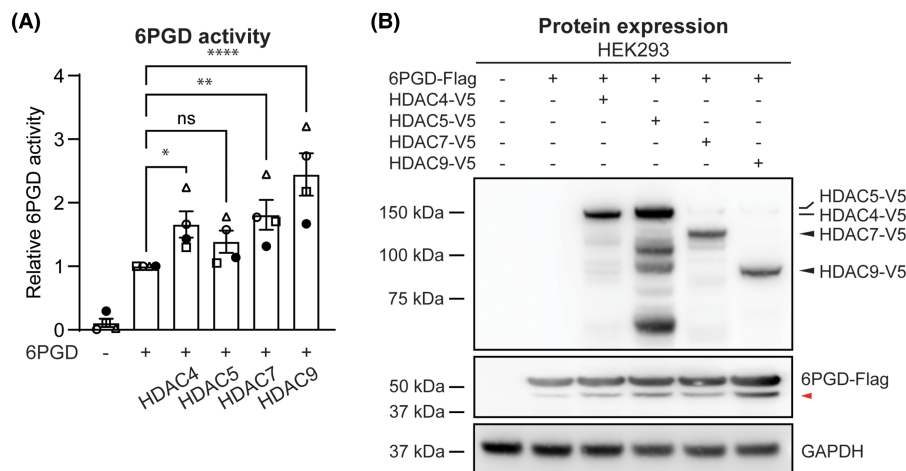 (A)
6PGD activity
****
**
ns
*
Relative 6PGD activity
4
3
2
1
0
6PGD - + + + + +
HDAC4 HDAC5 HDAC7 HDAC9
(B)
Protein expression
HEK293
6PGD-Flag - + + + + +
HDAC4-V5 - - + - - -
HDAC5-V5 - - - + - -
HDAC7-V5 - - - - + -
HDAC9-V5 - - - - - +
150 kDa
100 kDa
75 kDa
HDAC5-V5
HDAC4-V5
HDAC7-V5
HDAC9-V5
50 kDa
37 kDa
6PGD-Flag
37 kDa
GAPDH